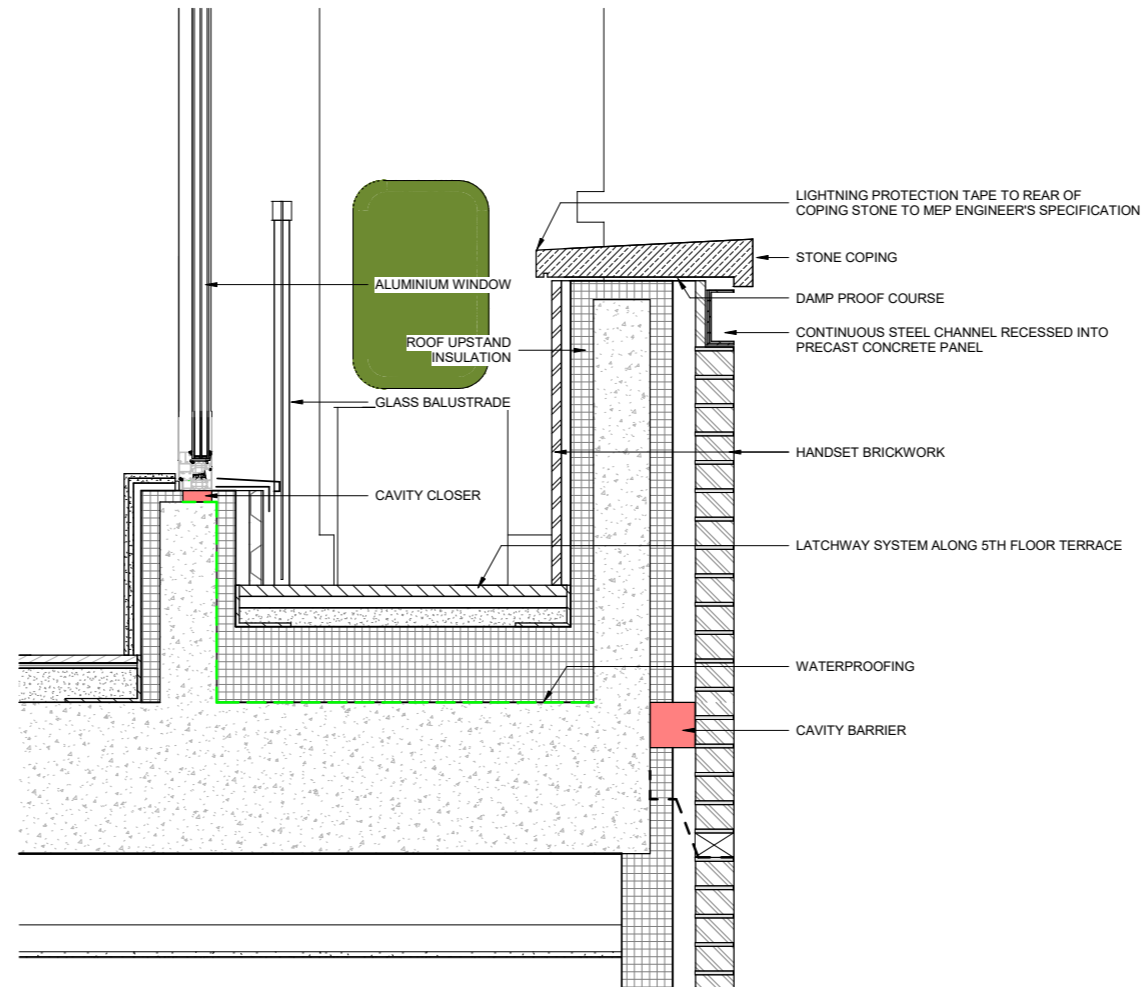 LIGHTNING PROTECTION TAPE TO REAR OF
COPING STONE TO MEP ENGINEER'S SPECIFICATION
STONE COPING
ALUMINIUM WINDOW
DAMP PROOF COURSE
CONTINUOUS STEEL CHANNEL RECESSED INTO
PRECAST CONCRETE PANEL
ROOF UPSTAND
INSULATION
GLASS BALUSTRADE
HANDSET BRICKWORK
CAVITY CLOSER
LATCHWAY SYSTEM ALONG 5TH FLOOR TERRACE
WATERPROOFING
CAVITY BARRIER